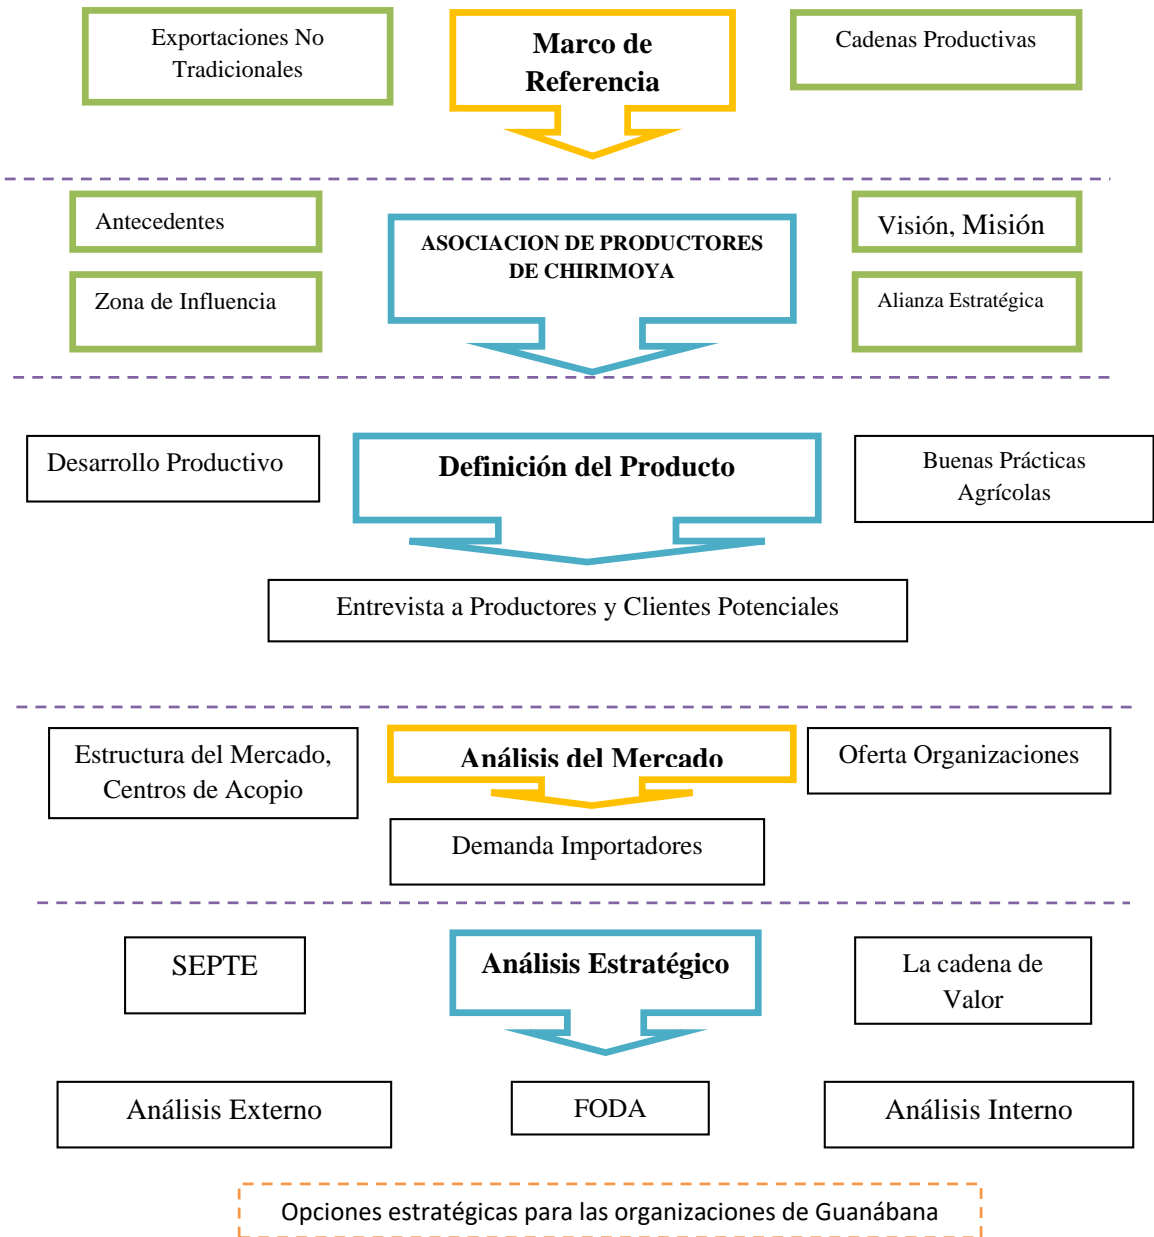 Exportaciones No
Tradicionales
Marco de
Referencia
Cadenas Productivas
Antecedentes
ASOCIACION DE PRODUCTORES
DE CHIRIMOYA
Visión, Misión
Zona de Influencia
Alianza Estratégica
Desarrollo Productivo
Definición del Producto
Buenas Prácticas
Agrícolas
Entrevista a Productores y Clientes Potenciales
Estructura del Mercado,
Centros de Acopio
Análisis del Mercado
Oferta Organizaciones
Demanda Importadores
SEPTE
Análisis Estratégico
La cadena de
Valor
Análisis Externo
FODA
Análisis Interno
Opciones estratégicas para las organizaciones de Guanábana